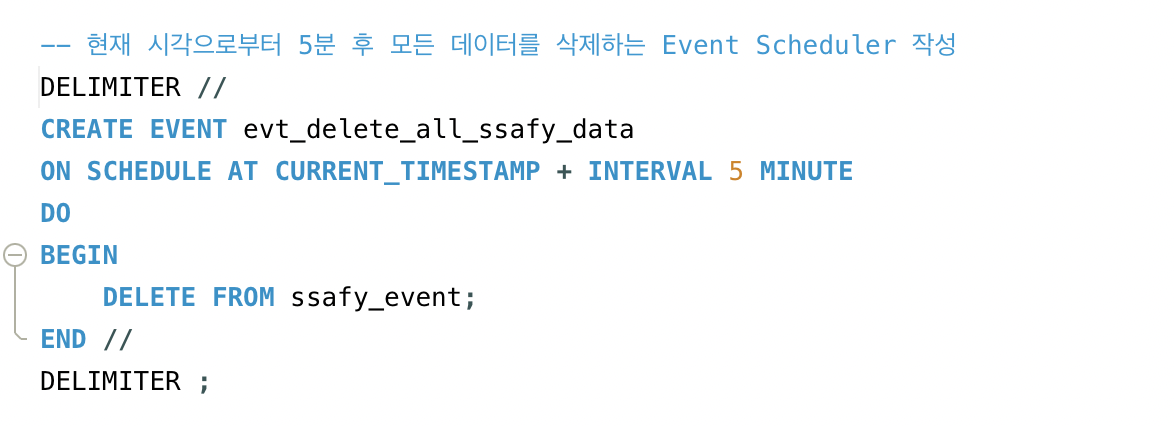 -- 현재 시각으로부터 5분 후 모든 데이터를 삭제하는 Event Scheduler 작성
DELIMITER //
CREATE EVENT evt_delete_all_ssafy_data
ON SCHEDULE AT CURRENT_TIMESTAMP + INTERVAL 5 MINUTE
DO
BEGIN
    DELETE FROM ssafy_event;
END //
DELIMITER ;